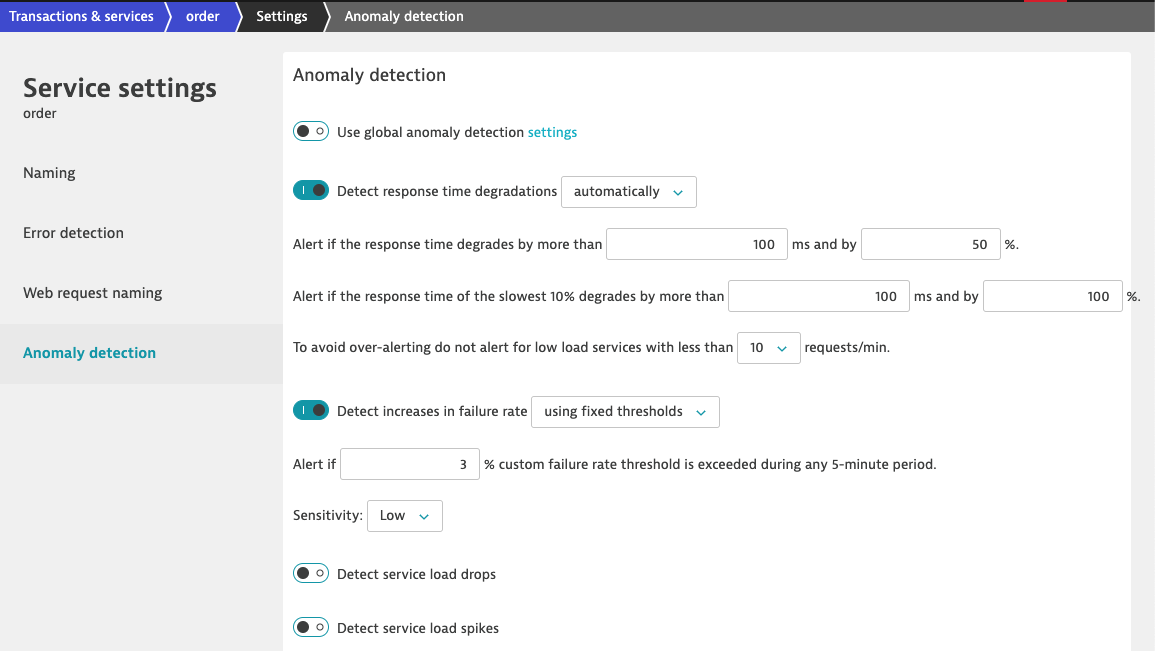 Transactions & services order Settings Anomaly detection
Service settings
order
Naming
Error detection
Web request naming
Anomaly detection
Anomaly detection
Use global anomaly detection settings
Detect response time degradations automatically
Alert if the response time degrades by more than 100 ms and by 50 %.
Alert if the response time of the slowest 10% degrades by more than 100 ms and by 100 %.
To avoid over-alerting do not alert for low load services with less than 10 requests/min.
Detect increases in failure rate using fixed thresholds
Alert if 3 % custom failure rate threshold is exceeded during any 5-minute period.
Sensitivity: Low
Detect service load drops
Detect service load spikes